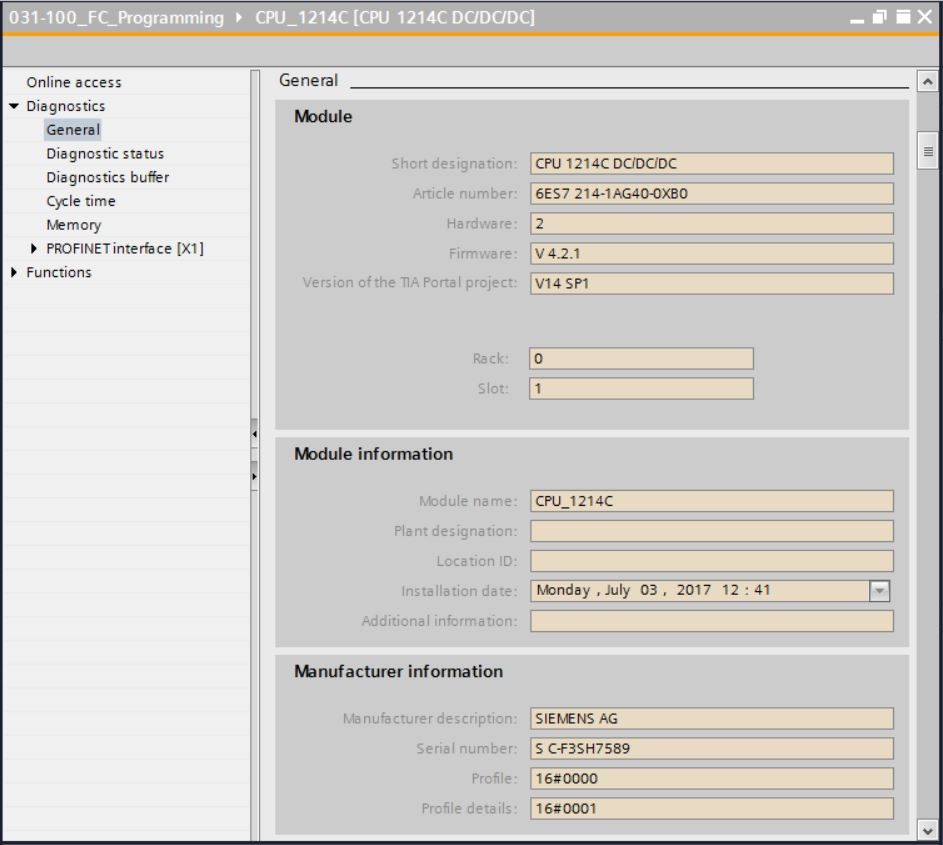 031-100_FC_Programming ▸ CPU_1214C [CPU 1214C DC/DC/DC]
Online access
Diagnostics
General
Diagnostic status
Diagnostics buffer
Cycle time
Memory
PROFINET interface [X1]
Functions
General
Module
Short designation: CPU 1214C DC/DC/DC
Article number: 6ES7 214-1AG40-0XB0
Hardware: 2
Firmware: V 4.2.1
Version of the TIA Portal project: V14 SP1
Rack: 0
Slot: 1
Module information
Module name: CPU_1214C
Plant designation:
Location ID:
Installation date: Monday , July 03 , 2017 12 : 41
Additional information:
Manufacturer information
Manufacturer description: SIEMENS AG
Serial number: S C-F3SH7589
Profile: 16#0000
Profile details: 16#0001